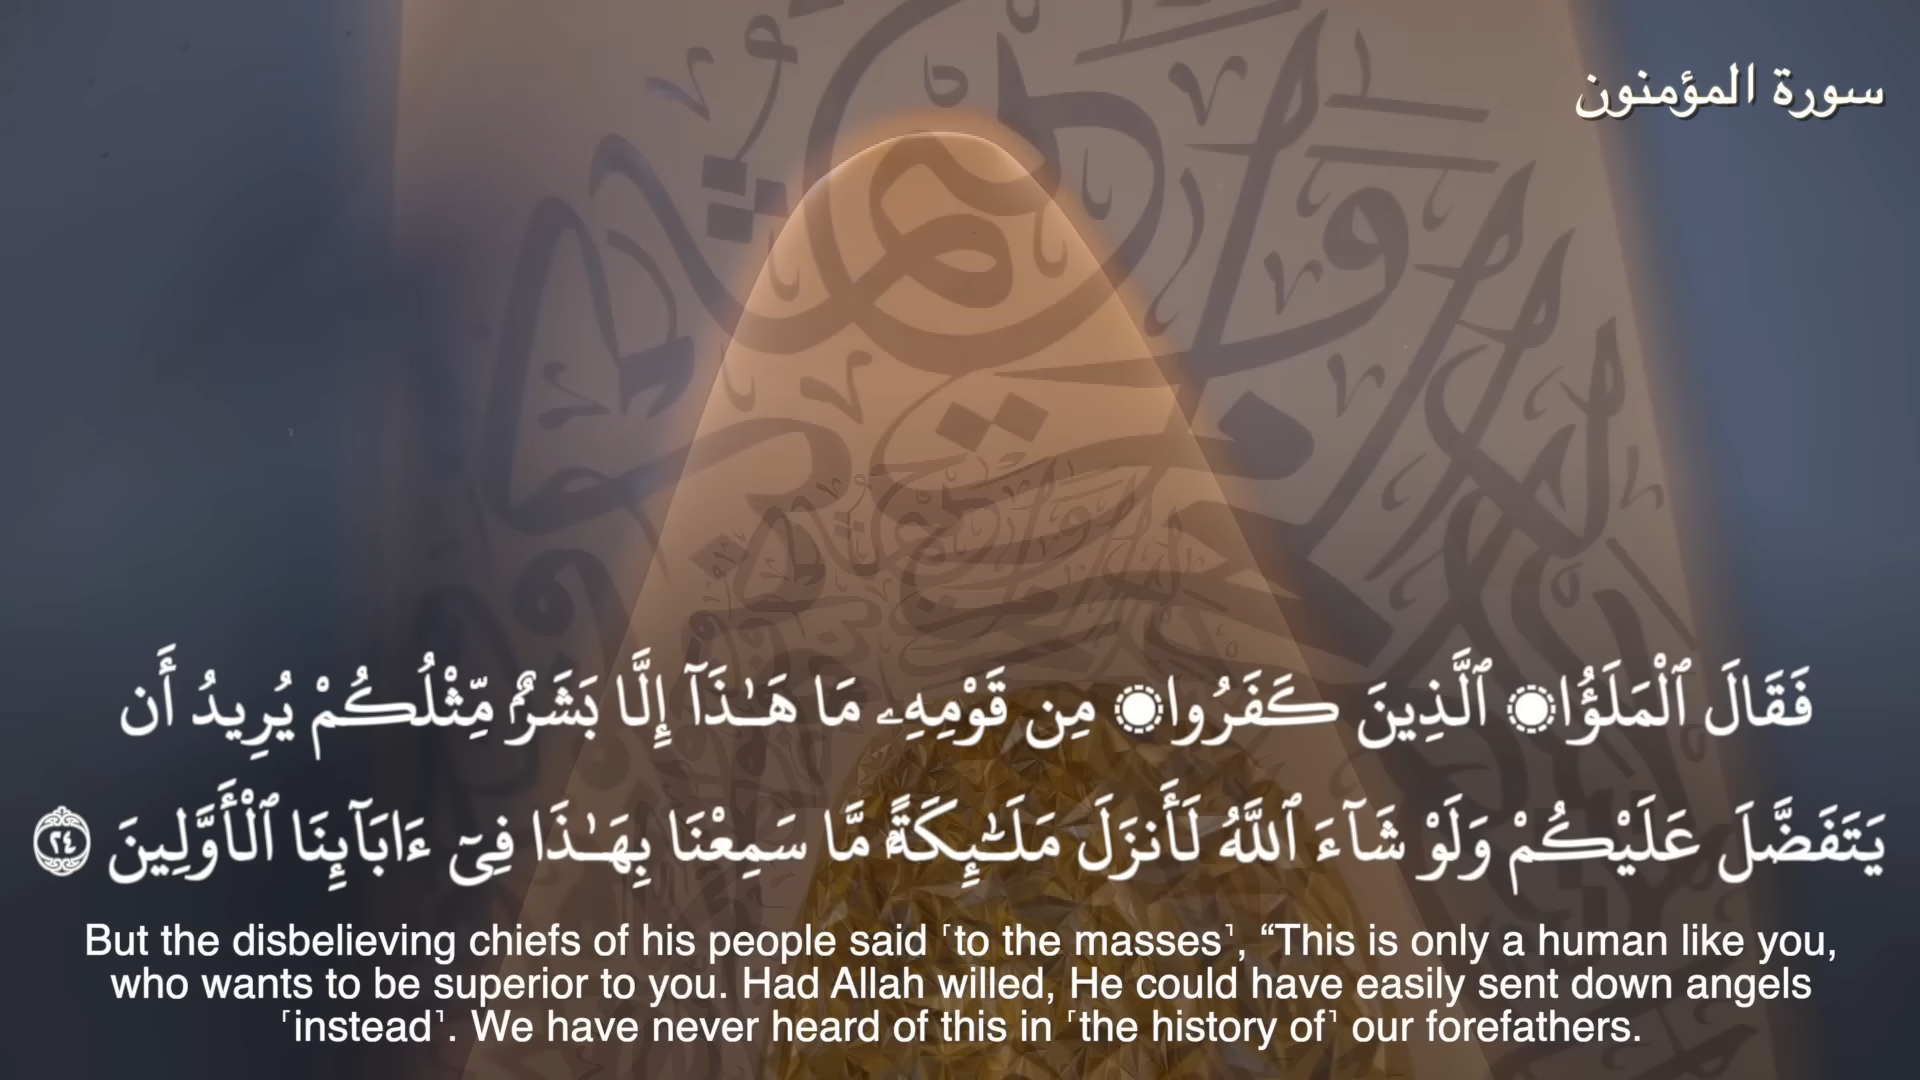 سورة المؤمنون
فَقَالَ ٱلْمَلَؤُا۟ ٱلَّذِينَ كَفَرُوا۟ مِن قَوْمِهِۦ مَا هَـٰذَآ إِلَّا بَشَرٌ مِّثْلُكُمْ يُرِيدُ أَن
يَتَفَضَّلَ عَلَيْكُمْ وَلَوْ شَآءَ ٱللَّهُ لَأَنزَلَ مَلَـٰٓئِكَةً مَّا سَمِعْنَا بِهَـٰذَا فِىٓ ءَابَآئِنَا ٱلْأَوَّلِينَ ٢٤
But the disbelieving chiefs of his people said ˹to the masses˺, “This is only a human like you,
who wants to be superior to you. Had Allah willed, He could have easily sent down angels
˹instead˺. We have never heard of this in ˹the history of˺ our forefathers.